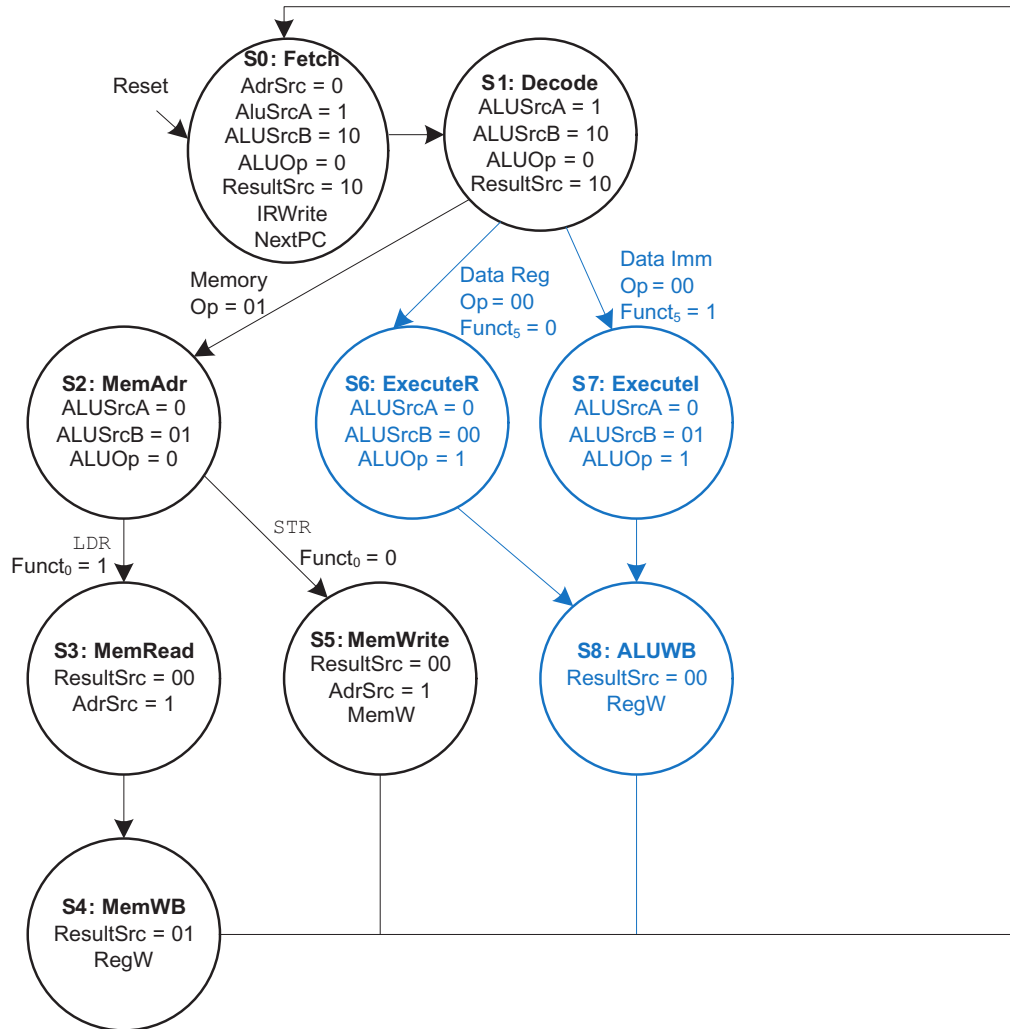 Reset
S0: Fetch
AdrSrc = 0
AluSrcA = 1
ALUSrcB = 10
ALUOp = 0
ResultSrc = 10
IRWrite
NextPC
S1: Decode
ALUSrcA = 1
ALUSrcB = 10
ALUOp = 0
ResultSrc = 10
Memory
Op = 01
Data Reg
Op = 00
Funct₅ = 0
Data Imm
Op = 00
Funct₅ = 1
S2: MemAdr
ALUSrcA = 0
ALUSrcB = 01
ALUOp = 0
S6: ExecuteR
ALUSrcA = 0
ALUSrcB = 00
ALUOp = 1
S7: ExecuteI
ALUSrcA = 0
ALUSrcB = 01
ALUOp = 1
LDR
Funct₀ = 1
STR
Funct₀ = 0
S3: MemRead
ResultSrc = 00
AdrSrc = 1
S5: MemWrite
ResultSrc = 00
AdrSrc = 1
MemW
S8: ALUWB
ResultSrc = 00
RegW
S4: MemWB
ResultSrc = 01
RegW